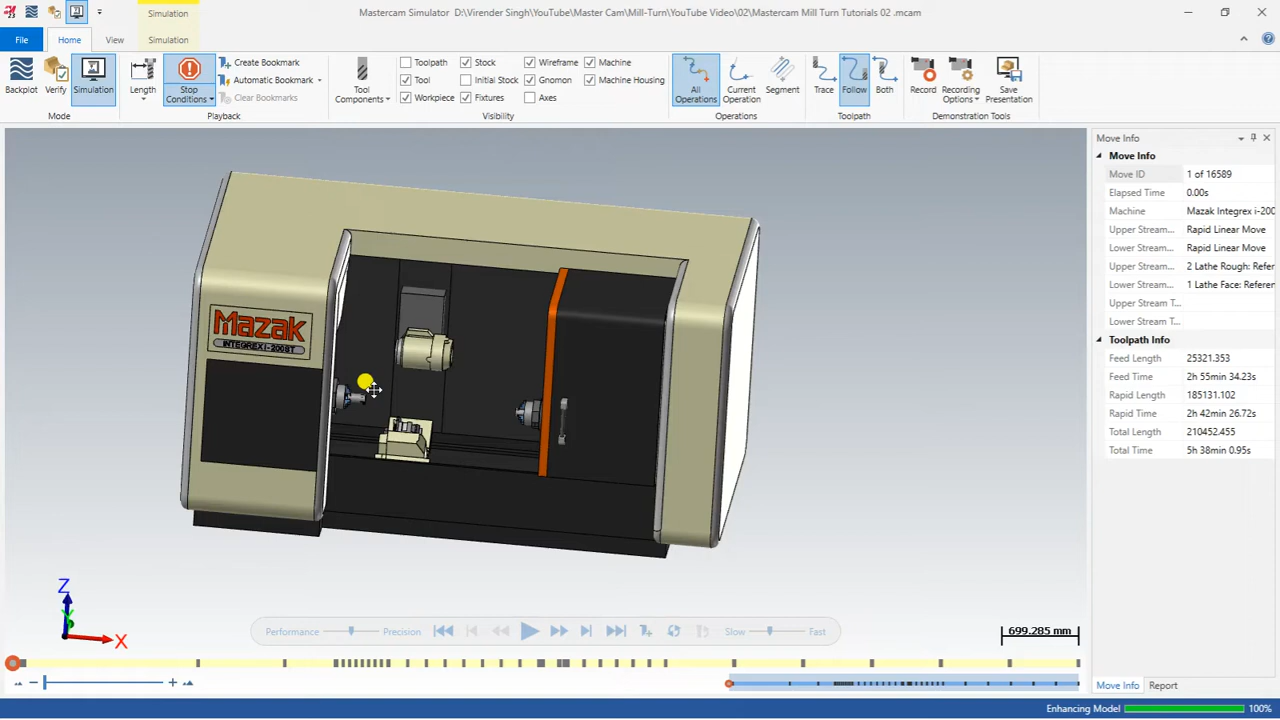 Mastercam Simulator D:\Virender Singh\YouTube\Master Cam\Mill-Turn\YouTube Video\02\Mastercam Mill Turn Tutorials 02 .mcam
Simulation
File
Home
View
Simulation
Backplot
Verify
Simulation
Mode
Length
Stop Conditions
Create Bookmark
Automatic Bookmark
Clear Bookmarks
Playback
Tool Components
Toolpath
Stock
Wireframe
Machine
Tool
Initial Stock
Gnomon
Machine Housing
Workpiece
Fixtures
Axes
Visibility
All Operations
Current Operation
Segment
Operations
Trace
Follow
Both
Toolpath
Record
Recording Options
Save Presentation
Demonstration Tools
Move Info
Move Info
Move ID 1 of 16589
Elapsed Time 0.00s
Machine Mazak Integrex i-200
Upper Stream... Rapid Linear Move
Lower Stream... Rapid Linear Move
Upper Stream... 2 Lathe Rough: Refer
Lower Stream... 1 Lathe Face: Referen
Upper Stream T...
Lower Stream T...
Toolpath Info
Feed Length 25321.353
Feed Time 2h 55min 34.23s
Rapid Length 185131.102
Rapid Time 2h 42min 26.72s
Total Length 210452.455
Total Time 5h 38min 0.95s
Mazak
INTEGREX I-200ST
Z
Y
X
Performance
Precision
Slow
Fast
699.285 mm
Move Info
Report
Enhancing Model
100%